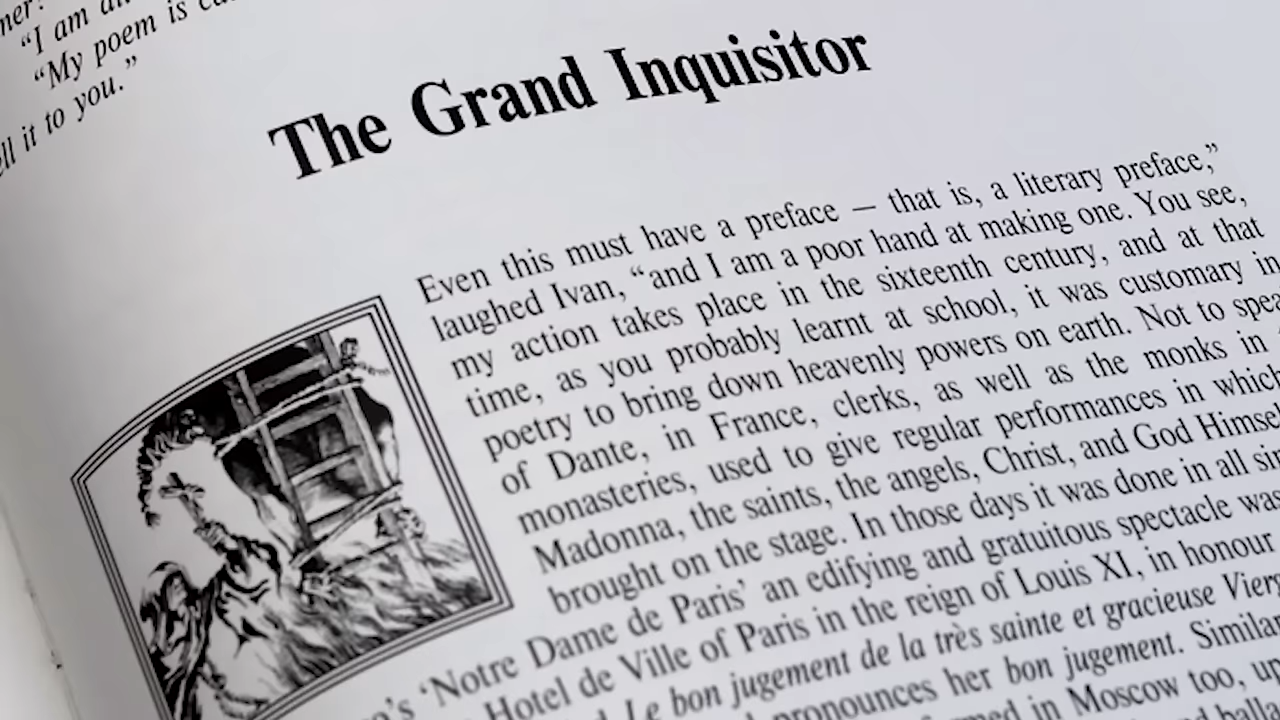 “I am
“My poem is
it to you.”
The Grand Inquisitor
Even this must have a preface — that is, a literary preface,”
laughed Ivan, “and I am a poor hand at making one. You see,
my action takes place in the sixteenth century, and at that
time, as you probably learnt at school, it was customary in
poetry to bring down heavenly powers on earth. Not to
of Dante, in France, clerks, as well as the monks in
monasteries, used to give regular performances in which
Madonna, the saints, the angels, Christ, and God
brought on the stage. In those days it was done in all
‘Notre Dame de Paris’ an edifying and gratuitous spectacle was
Hotel de Ville of Paris in the reign of Louis XI, in honour
Le bon jugement de la très sainte et gracieuse
pronounces her bon jugement.
in Moscow too,